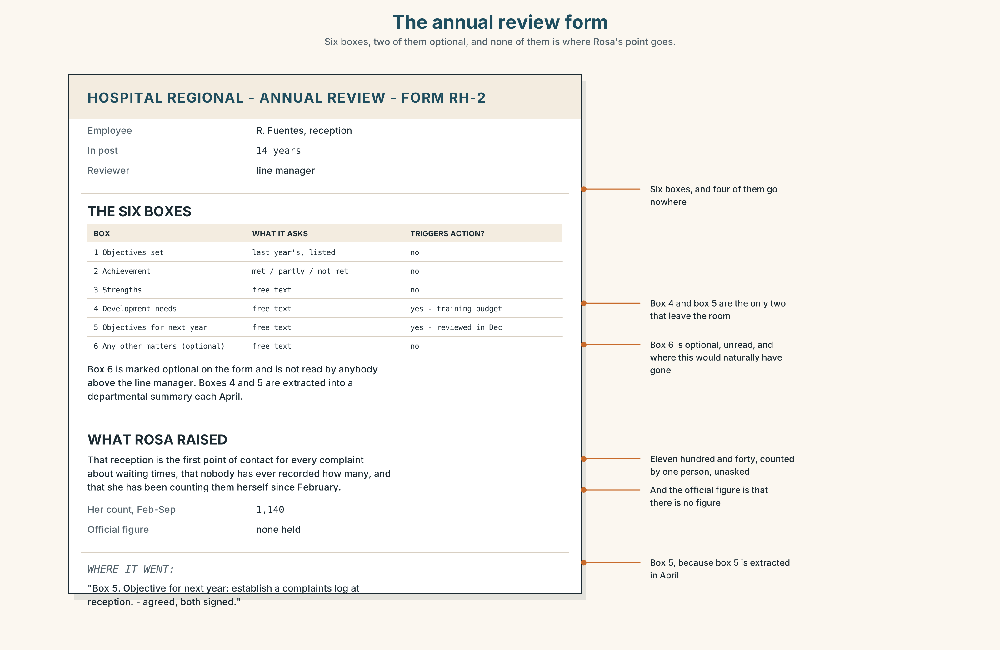 The annual review form
Six boxes, two of them optional, and none of them is where Rosa's point goes.
HOSPITAL REGIONAL - ANNUAL REVIEW - FORM RH-2
Employee R. Fuentes, reception
In post 14 years
Reviewer line manager
Six boxes, and four of them go
nowhere
THE SIX BOXES
BOX WHAT IT ASKS TRIGGERS ACTION?
1 Objectives set last year's, listed no
2 Achievement met / partly / not met no
3 Strengths free text no
4 Development needs free text yes - training budget
5 Objectives for next year free text yes - reviewed in Dec
6 Any other matters (optional) free text no
Box 4 and box 5 are the only two
that leave the room
Box 6 is optional, unread, and
where this would naturally have
gone
Box 6 is marked optional on the form and is not read by anybody
above the line manager. Boxes 4 and 5 are extracted into a
departmental summary each April.
WHAT ROSA RAISED
That reception is the first point of contact for every complaint
about waiting times, that nobody has ever recorded how many, and
that she has been counting them herself since February.
Eleven hundred and forty, counted
by one person, unasked
And the official figure is that
there is no figure
Her count, Feb-Sep 1,140
Official figure none held
WHERE IT WENT:
"Box 5. Objective for next year: establish a complaints log at
reception. - agreed, both signed."
Box 5, because box 5 is extracted
in April